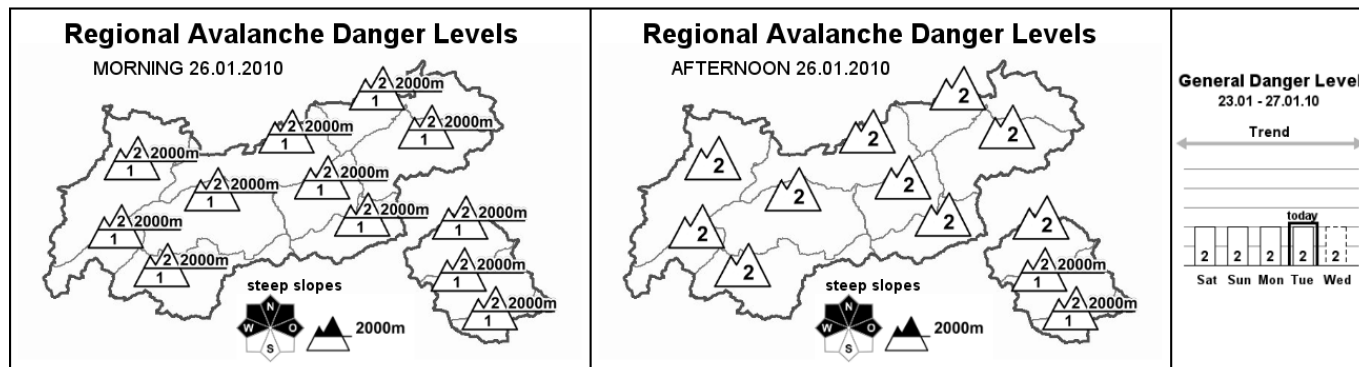 Regional Avalanche Danger Levels
MORNING 26.01.2010
2 2000m
1
2 2000m
1
2 2000m
1
2 2000m
1
2 2000m
1
2 2000m
1
2 2000m
1
2 2000m
1
2 2000m
1
2 2000m
1
2 2000m
1
2 2000m
1
steep slopes
N
W O
S
2000m
Regional Avalanche Danger Levels
AFTERNOON 26.01.2010
2
2
2
2
2
2
2
2
2
2
2 2000m
1
2 2000m
1
steep slopes
N
W O
S
2000m
General Danger Level
23.01 - 27.01.10
Trend
today
2 2 2 2 2
Sat Sun Mon Tue Wed